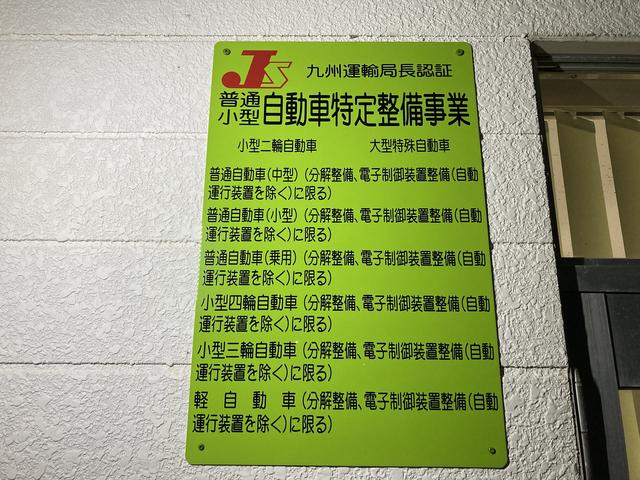 JS 九州運輸局長認証
普通
小型 自動車特定整備事業
小型二輪自動車 大型特殊自動車
普通自動車(中型)(分解整備、電子制御装置整備(自動
運行装置を除く)に限る)
普通自動車(小型)(分解整備、電子制御装置整備(自動
運行装置を除く)に限る)
普通自動車(乗用)(分解整備、電子制御装置整備(自動
運行装置を除く)に限る)
小型四輪自動車(分解整備、電子制御装置整備(自動
運行装置を除く)に限る)
小型三輪自動車(分解整備、電子制御装置整備(自動
運行装置を除く)に限る)
軽自動車(分解整備、電子制御装置整備(自動
運行装置を除く)に限る)